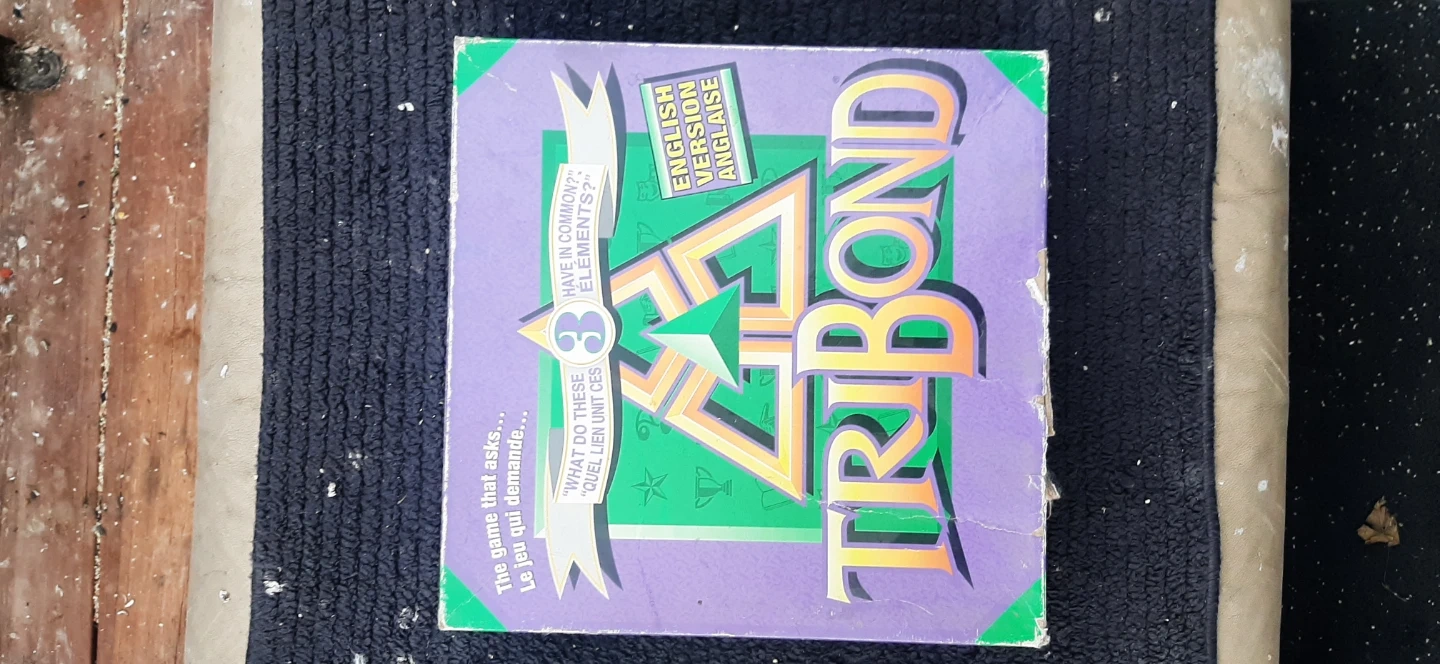 The game that asks...
Le jeu qui demande...
"WHAT DO THESE 3 HAVE IN COMMON?"
"QUEL LIEN UNIT CES 3 ÉLÉMENTS?"
ENGLISH
VERSION
ANGLAISE
TRIBOND